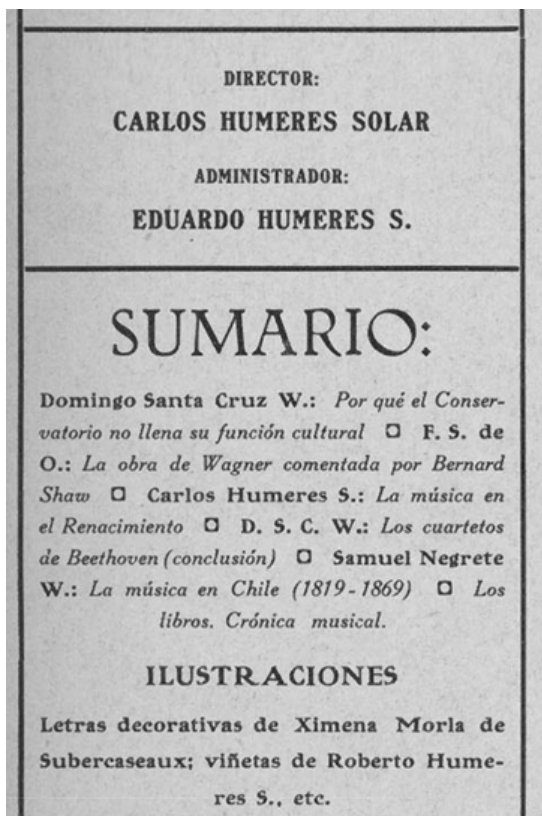 DIRECTOR:
CARLOS HUMERES SOLAR
ADMINISTRADOR:
EDUARDO HUMERES S.
SUMARIO:
Domingo Santa Cruz W.: Por qué el Conser-
vatorio no llena su función cultural ◘ F. S. de
O.: La obra de Wagner comentada por Bernard
Shaw ◘ Carlos Humeres S.: La música en
el Renacimiento ◘ D. S. C. W.: Los cuartetos
de Beethoven (conclusión) ◘ Samuel Negrete
W.: La música en Chile (1819-1869) ◘ Los
libros. Crónica musical.
ILUSTRACIONES
Letras decorativas de Ximena Morla de
Subercaseaux; viñetas de Roberto Hume-
res S., etc.